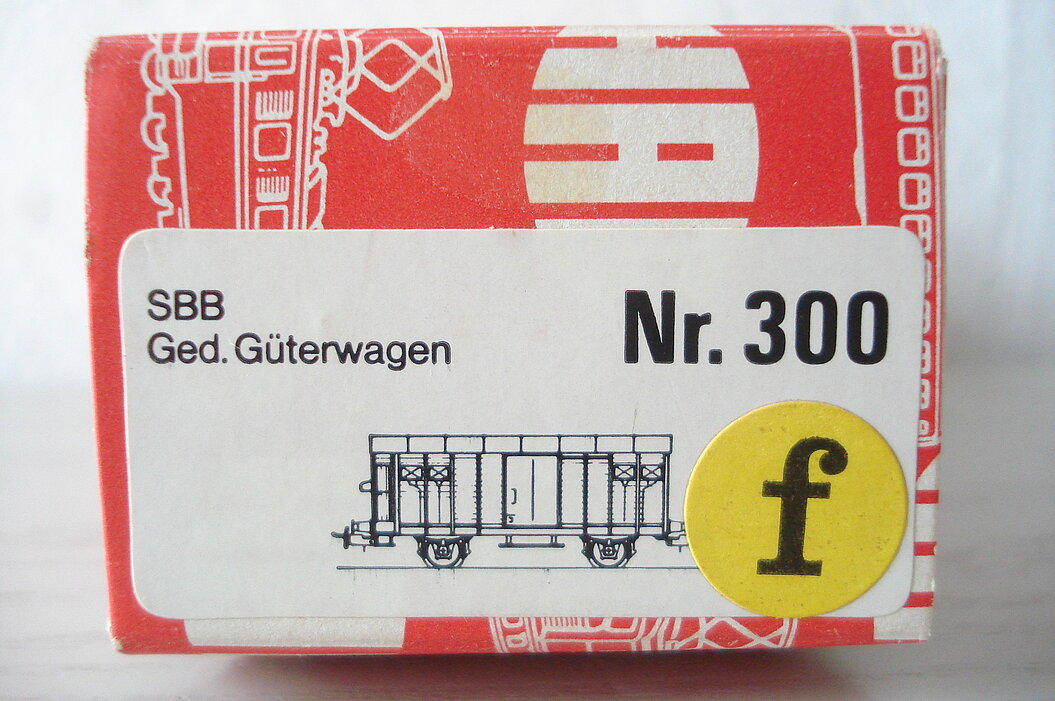 SBB
Ged. Güterwagen
Nr. 300
f